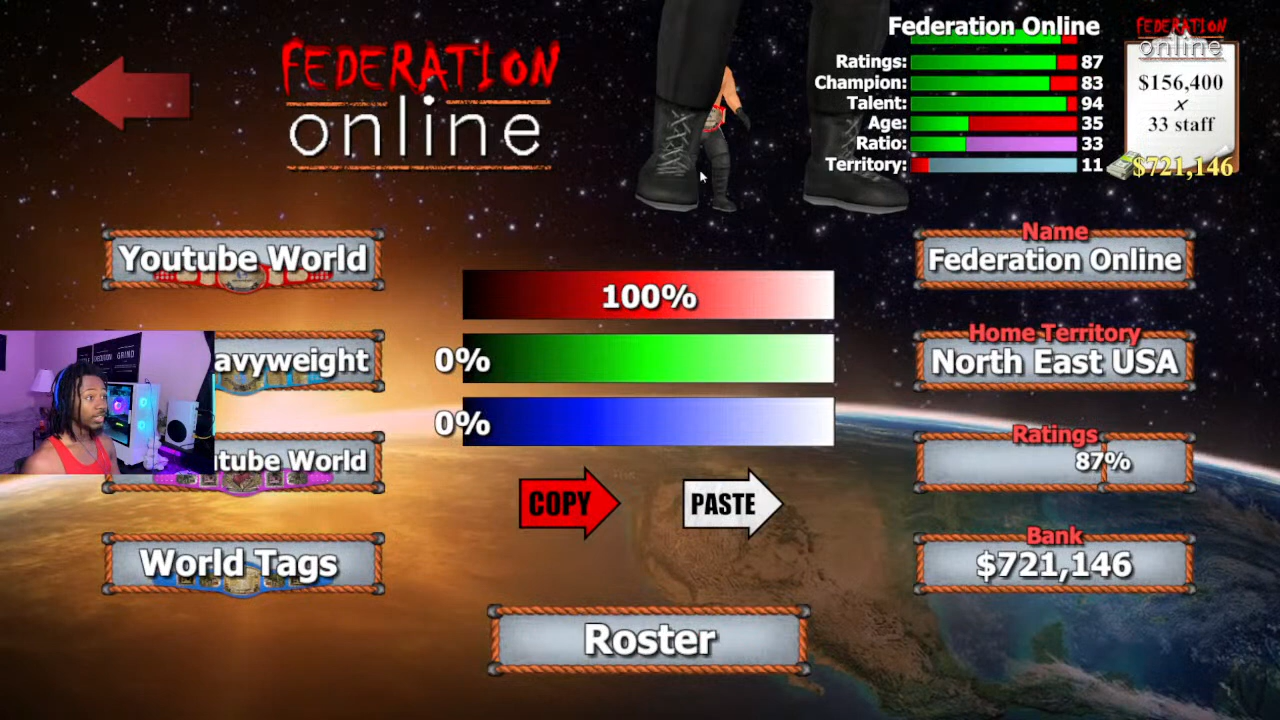 FEDERATION
online
Federation Online
Ratings: 87
Champion: 83
Talent: 94
Age: 35
Ratio: 33
Territory: 11
FEDERATION
online
$156,400
x
33 staff
$721,146
Youtube World
avyweight
tube World
World Tags
100%
0%
0%
COPY
PASTE
Roster
Name
Federation Online
Home Territory
North East USA
Ratings
87%
Bank
$721,146
GRIND